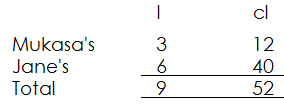 l cl
Mukasa's 3 12
Jane's 6 40
Total 9 52